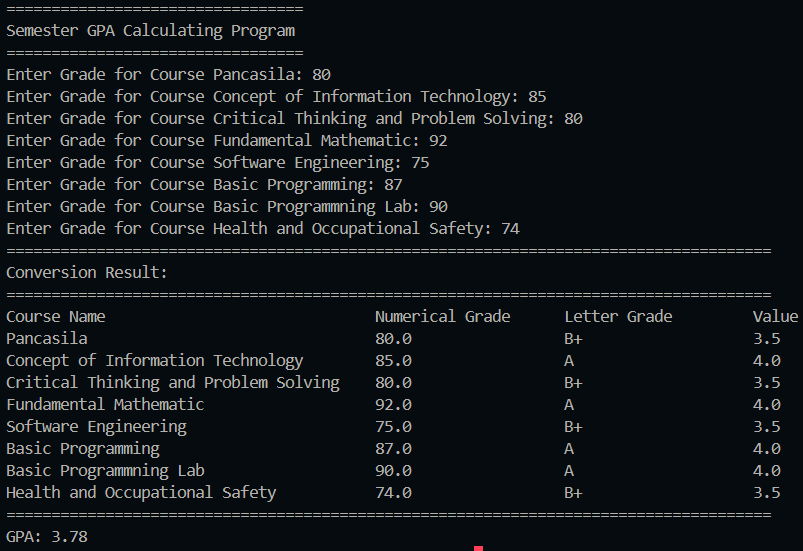 =================================
Semester GPA Calculating Program
=================================
Enter Grade for Course Pancasila: 80
Enter Grade for Course Concept of Information Technology: 85
Enter Grade for Course Critical Thinking and Problem Solving: 80
Enter Grade for Course Fundamental Mathematic: 92
Enter Grade for Course Software Engineering: 75
Enter Grade for Course Basic Programming: 87
Enter Grade for Course Basic Programmning Lab: 90
Enter Grade for Course Health and Occupational Safety: 74
=====================================================================================
Conversion Result:
=====================================================================================
Course Name                              Numerical Grade      Letter Grade         Value
Pancasila                                80.0                 B+                   3.5
Concept of Information Technology        85.0                 A                    4.0
Critical Thinking and Problem Solving    80.0                 B+                   3.5
Fundamental Mathematic                   92.0                 A                    4.0
Software Engineering                     75.0                 B+                   3.5
Basic Programming                        87.0                 A                    4.0
Basic Programmning Lab                   90.0                 A                    4.0
Health and Occupational Safety           74.0                 B+                   3.5
=====================================================================================
GPA: 3.78